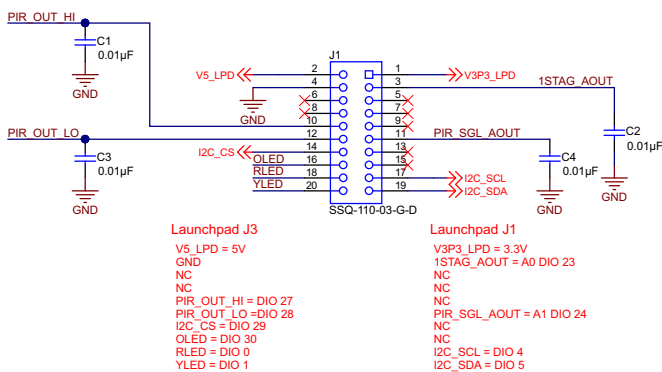 PIR_OUT_HI
C1
0.01µF
GND
J1
V5_LPD 2 1 V3P3_LPD
4 3 1STAG_AOUT
GND
6 5
8 7
10 9
PIR_OUT_LO 12 11 PIR_SGL_AOUT
C2
0.01µF
GND
C3
0.01µF
GND
I2C_CS 14 13
C4
0.01µF
GND
OLED 16 15
RLED 18 17 I2C_SCL
YLED 20 19 I2C_SDA
SSQ-110-03-G-D
Launchpad J3
V5_LPD = 5V
GND
NC
NC
PIR_OUT_HI = DIO 27
PIR_OUT_LO =DIO 28
I2C_CS = DIO 29
OLED = DIO 30
RLED = DIO 0
YLED = DIO 1
Launchpad J1
V3P3_LPD = 3.3V
1STAG_AOUT = A0 DIO 23
NC
NC
NC
PIR_SGL_AOUT = A1 DIO 24
NC
NC
I2C_SCL = DIO 4
I2C_SDA = DIO 5